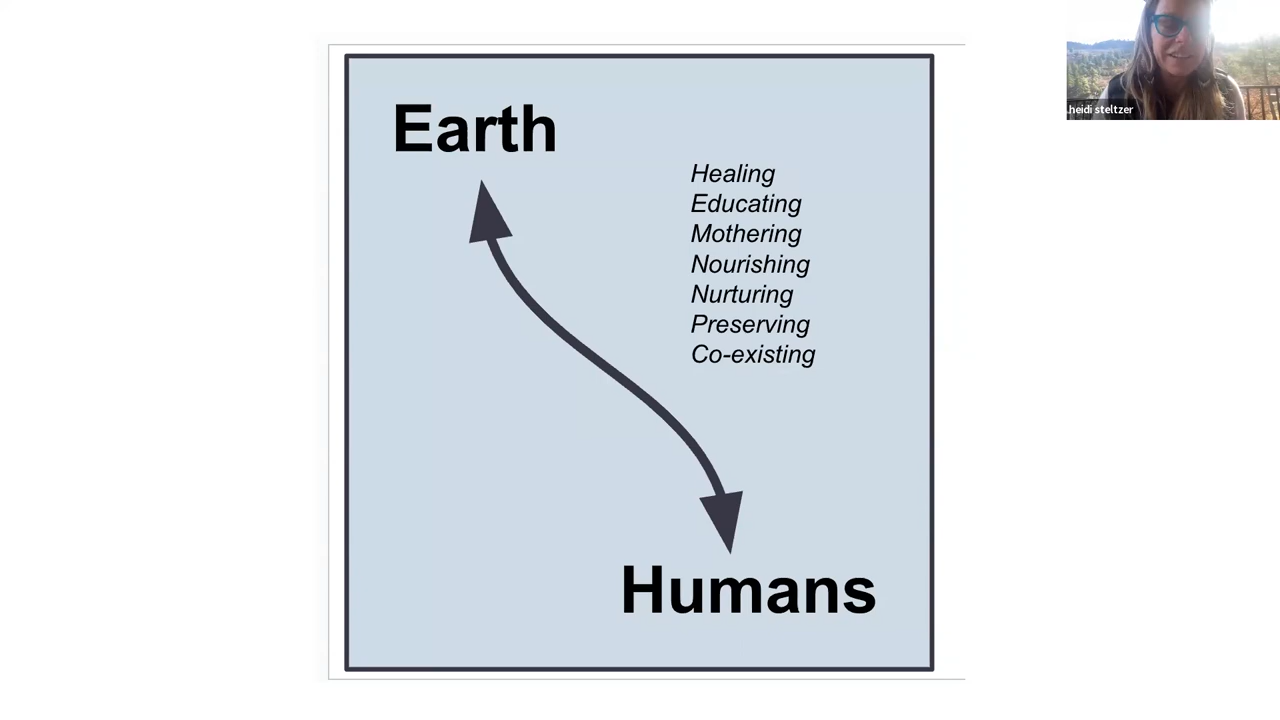 Earth
Healing
Educating
Mothering
Nourishing
Nurturing
Preserving
Co-existing
Humans
.heidi steltzer